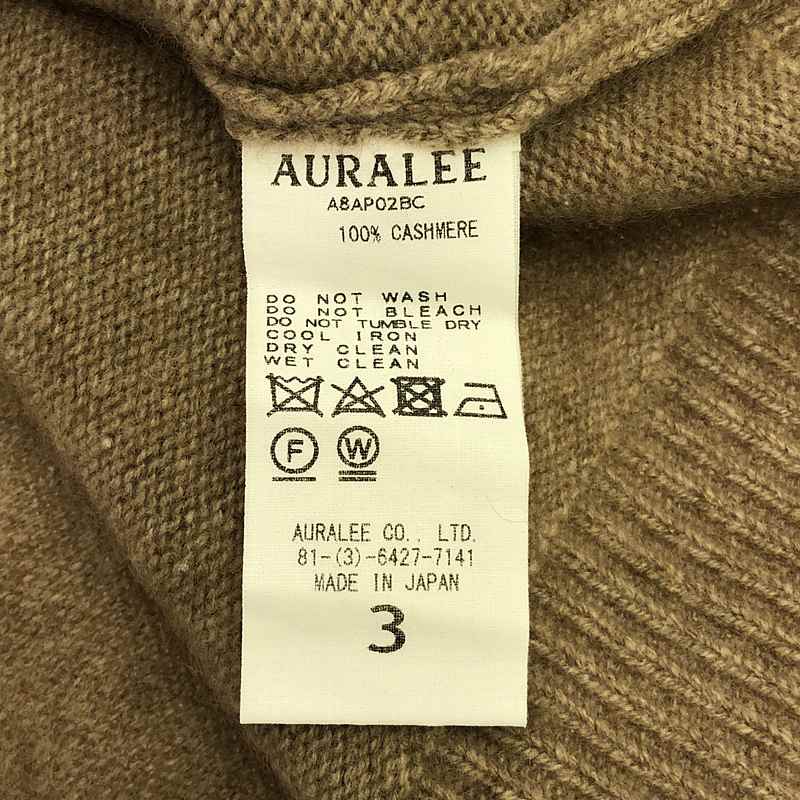 AURALEE
A8AP02BC
100% CASHMERE
DO NOT WASH
DO NOT BLEACH
DO NOT TUMBLE DRY
COOL IRON
DRY CLEAN
WET CLEAN
F W
AURALEE CO., LTD.
81-(3)-6427-7141
MADE IN JAPAN
3